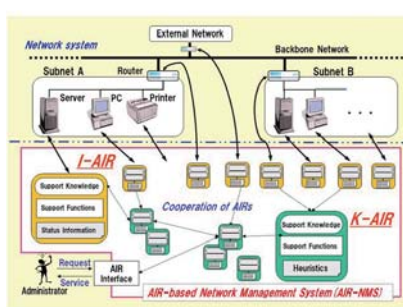 External Network
Network system
Backbone Network
Subnet A
Router
Subnet B
Server
PC
Printer
. . .
I-AIR
Support Knowledge
Support Functions
Status Information
Cooperation of AIRs
K-AIR
Support Knowledge
Support Functions
Heuristics
Request
Service
AIR
Interface
Administrator
AIR-based Network Management System (AIR-NMS)